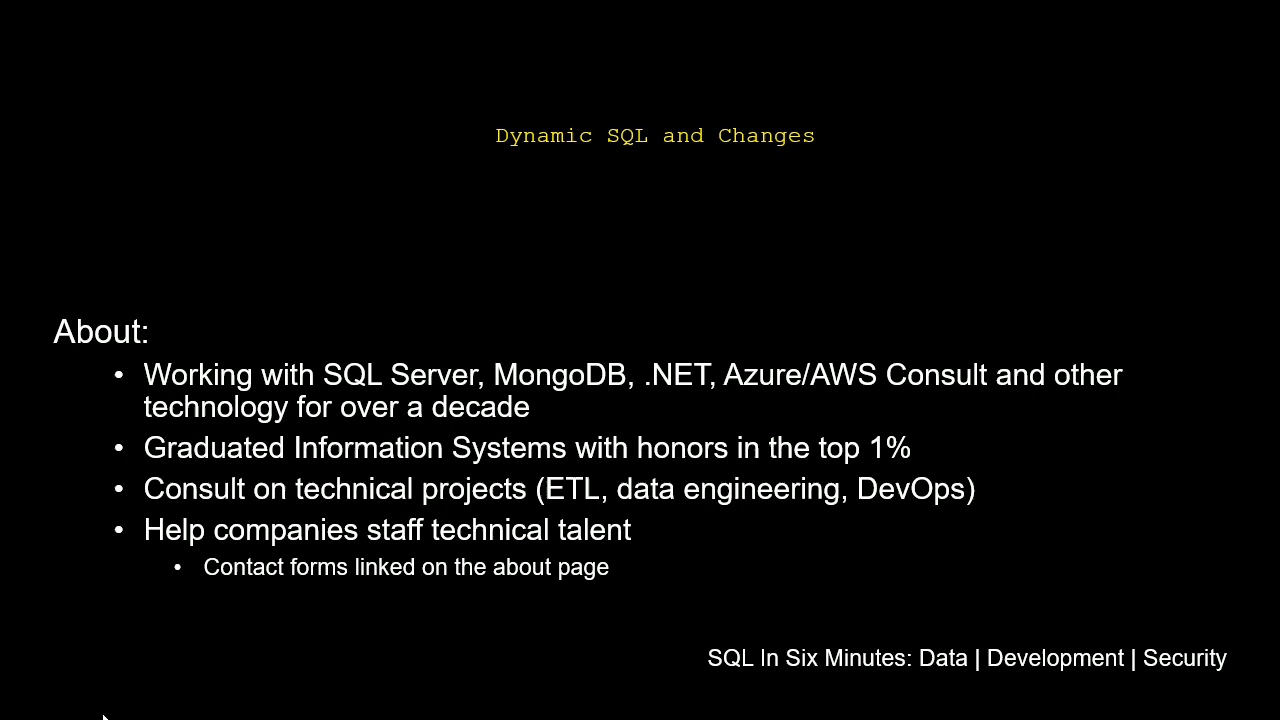 Dynamic SQL and Changes
About:
• Working with SQL Server, MongoDB, .NET, Azure/AWS Consult and other
technology for over a decade
• Graduated Information Systems with honors in the top 1%
• Consult on technical projects (ETL, data engineering, DevOps)
• Help companies staff technical talent
• Contact forms linked on the about page
SQL In Six Minutes: Data | Development | Security